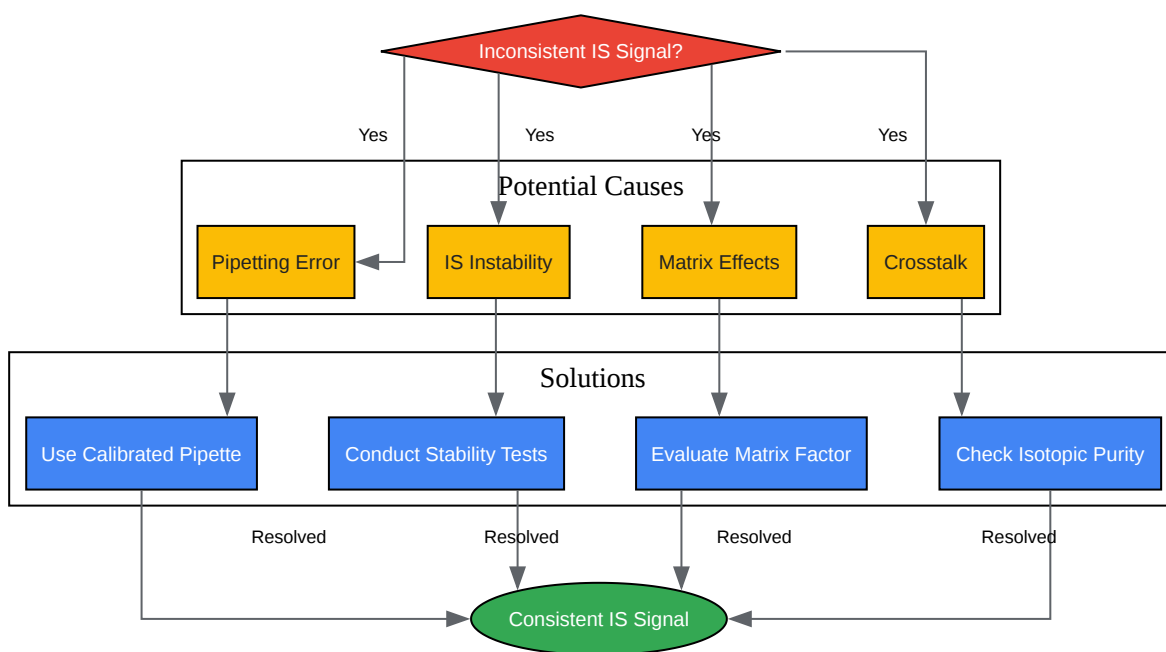 Inconsistent IS Signal?
Yes
Yes
Yes
Yes
Potential Causes
Pipetting Error
IS Instability
Matrix Effects
Crosstalk
Solutions
Use Calibrated Pipette
Conduct Stability Tests
Evaluate Matrix Factor
Check Isotopic Purity
Resolved
Resolved
Resolved
Resolved
Consistent IS Signal